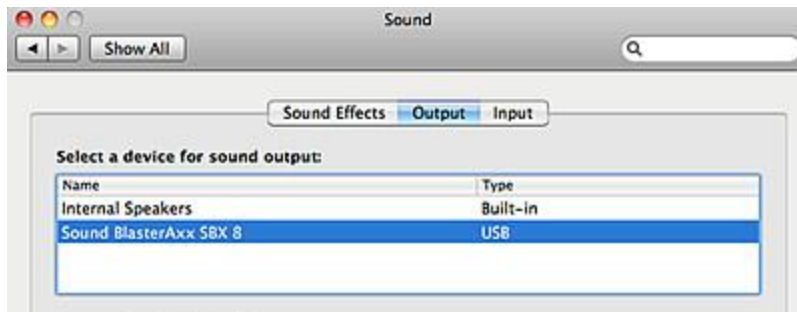 Sound
Show All
Sound Effects Output Input
Select a device for sound output:
Name Type
Internal Speakers Built-in
Sound BlasterAxx SBX 8 USB